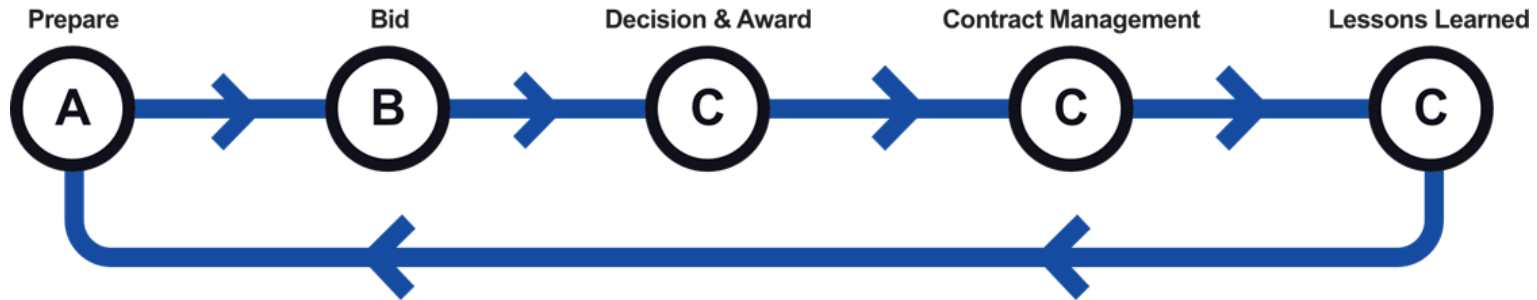 Prepare
Bid
Decision & Award
Contract Management
Lessons Learned
A
B
C
C
C